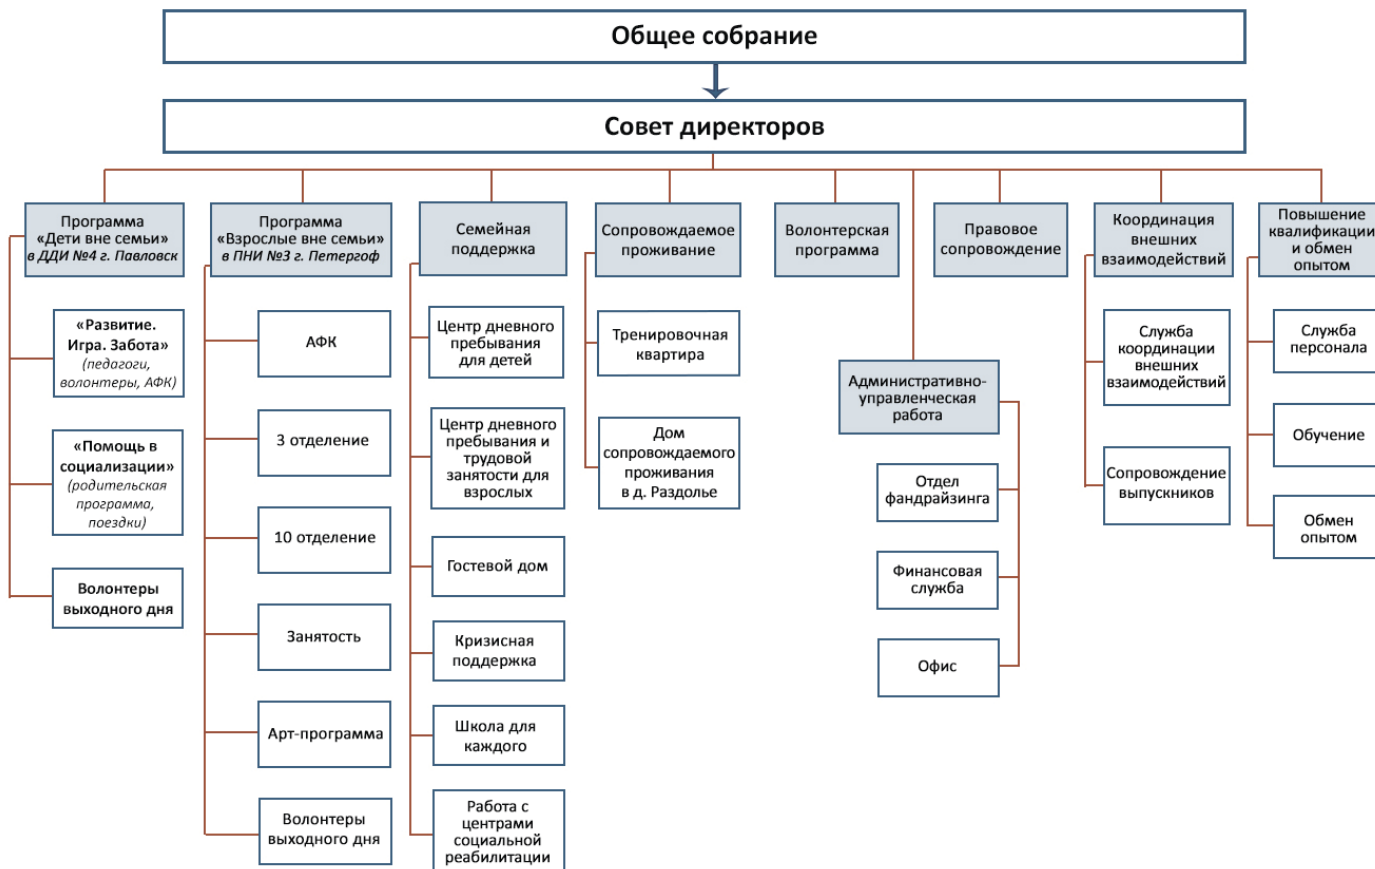 Общее собрание
Совет директоров
Программа
«Дети вне семьи»
в ДДИ №4 г. Павловск
«Развитие.
Игра. Забота»
(педагоги,
волонтеры, АФК)
«Помощь в
социализации»
(родительская
программа,
поездки)
Волонтеры
выходного дня
Программа
«Взрослые вне семьи»
в ПНИ №3 г. Петергоф
АФК
3 отделение
10 отделение
Занятость
Арт-программа
Волонтеры
выходного дня
Семейная
поддержка
Центр дневного
пребывания
для детей
Центр дневного
пребывания и
трудовой
занятости для
взрослых
Гостевой дом
Кризисная
поддержка
Школа для
каждого
Работа с
центрами
социальной
реабилитации
Сопровождаемое
проживание
Тренировочная
квартира
Дом
сопровождаемого
проживания
в д. Раздолье
Волонтерская
программа
Административно-
управленческая
работа
Отдел
фандрайзинга
Финансовая
служба
Офис
Правовое
сопровождение
Координация
внешних
взаимодействий
Служба
координации
внешних
взаимодействий
Сопровождение
выпускников
Повышение
квалификации
и обмен
опытом
Служба
персонала
Обучение
Обмен
опытом